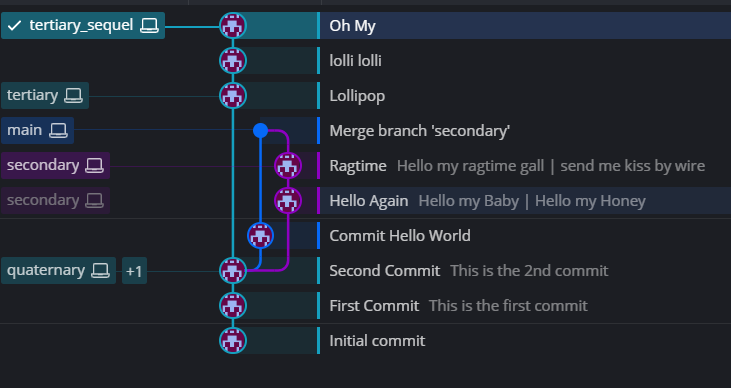 tertiary_sequel Oh My
lolli lolli
tertiary Lollipop
main Merge branch 'secondary'
secondary Ragtime Hello my ragtime gall | send me kiss by wire
secondary Hello Again Hello my Baby | Hello my Honey
Commit Hello World
quaternary +1 Second Commit This is the 2nd commit
First Commit This is the first commit
Initial commit